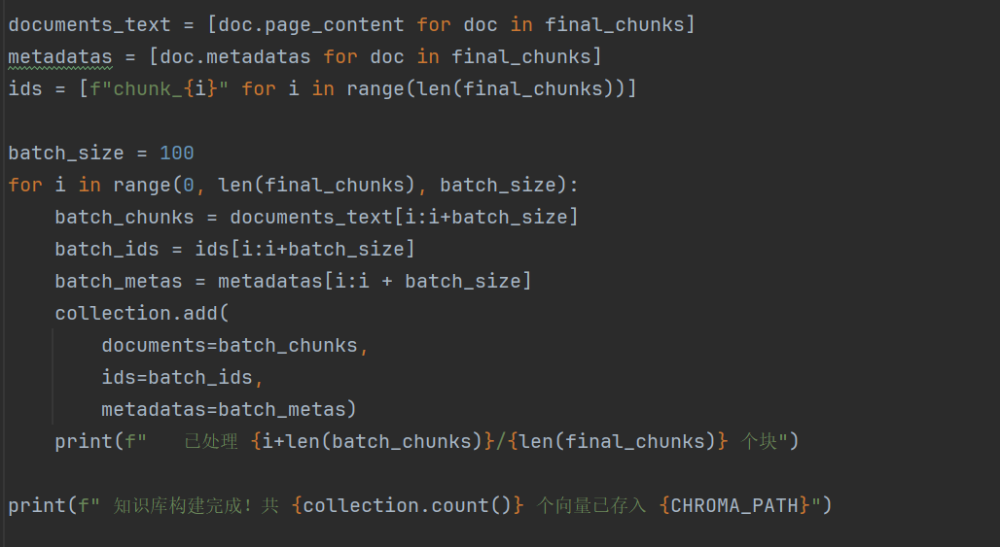 documents_text = [doc.page_content for doc in final_chunks]
metadatas = [doc.metadatas for doc in final_chunks]
ids = [f"chunk_{i}" for i in range(len(final_chunks))]

batch_size = 100
for i in range(0, len(final_chunks), batch_size):
    batch_chunks = documents_text[i:i+batch_size]
    batch_ids = ids[i:i+batch_size]
    batch_metas = metadatas[i:i + batch_size]
    collection.add(
        documents=batch_chunks,
        ids=batch_ids,
        metadatas=batch_metas)
    print(f"   已处理 {i+len(batch_chunks)}/{len(final_chunks)} 个块")

print(f" 知识库构建完成！共 {collection.count()} 个向量已存入 {CHROMA_PATH}")